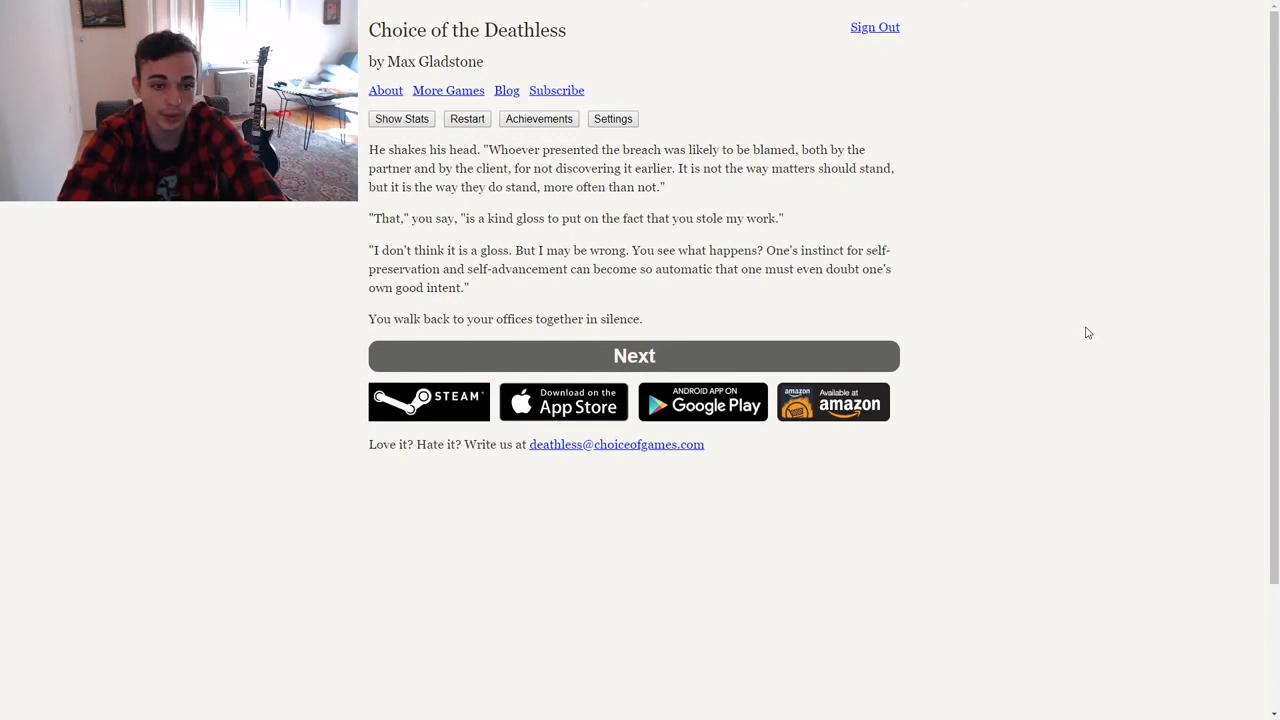 Choice of the Deathless
Sign Out
by Max Gladstone
About More Games Blog Subscribe
Show Stats Restart Achievements Settings
He shakes his head. "Whoever presented the breach was likely to be blamed, both by the
partner and by the client, for not discovering it earlier. It is not the way matters should stand,
but it is the way they do stand, more often than not."
"That," you say, "is a kind gloss to put on the fact that you stole my work."
"I don't think it is a gloss. But I may be wrong. You see what happens? One's instinct for self-
preservation and self-advancement can become so automatic that one must even doubt one's
own good intent."
You walk back to your offices together in silence.
Next
STEAM
Download on the
App Store
ANDROID APP ON
Google Play
amazon
Available at
amazon
Love it? Hate it? Write us at deathless@choiceofgames.com